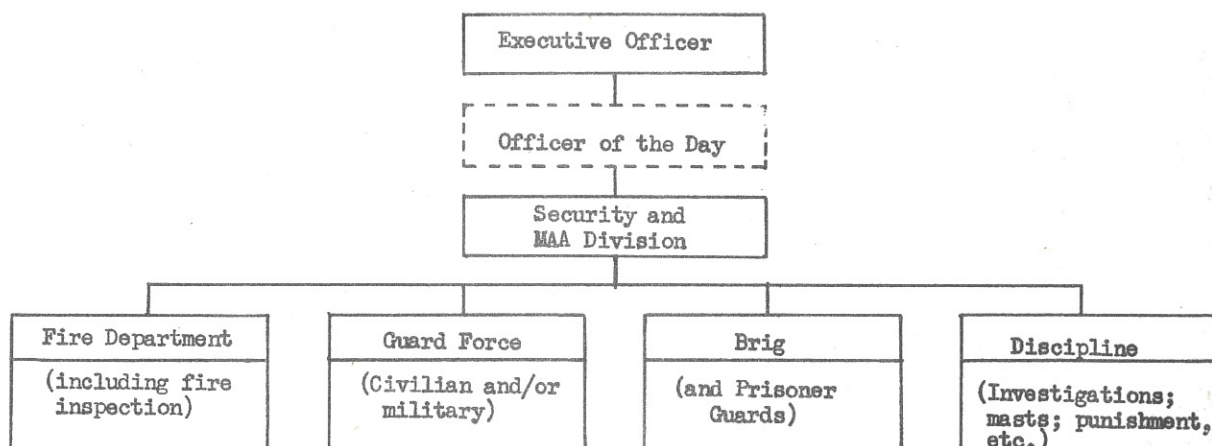 Executive Officer
Officer of the Day
Security and
MAA Division
Fire Department
(including fire
inspection)
Guard Force
(Civilian and/or
military)
Brig
(and Prisoner
Guards)
Discipline
(Investigations;
masts; punishment,
etc.)